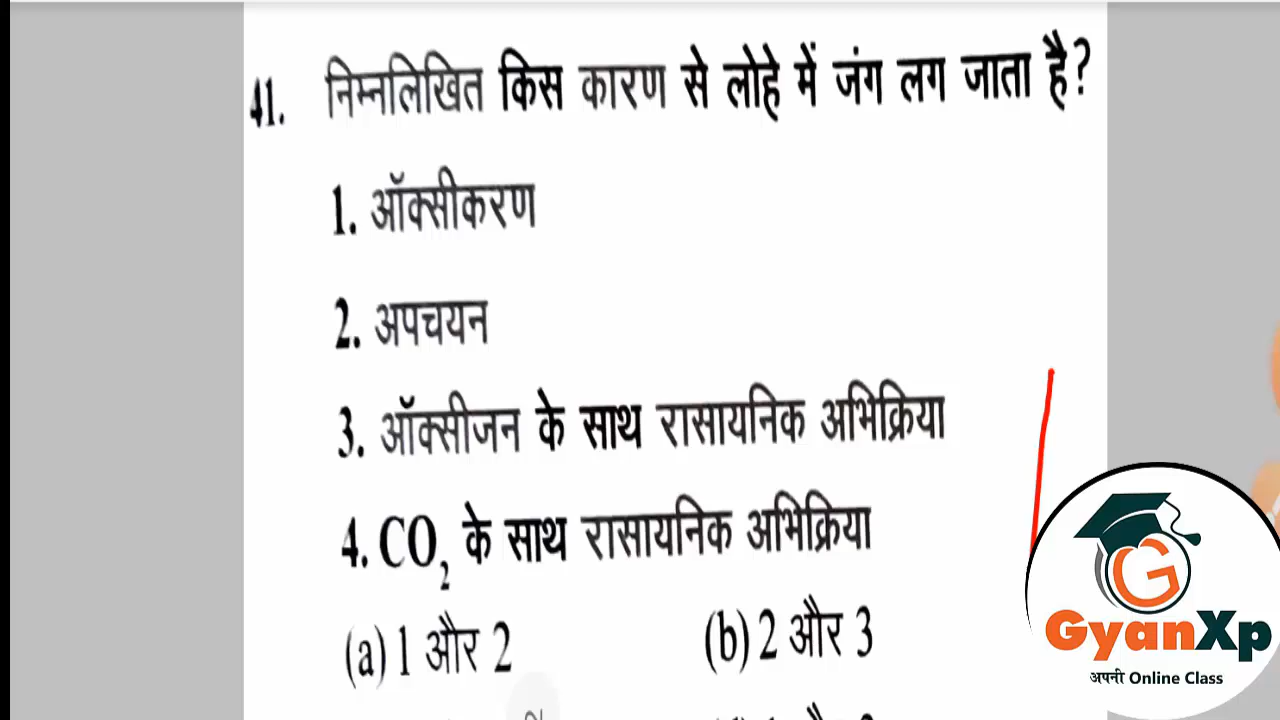 41. निम्नलिखित किस कारण से लोहे में जंग लग जाता है?
1. ऑक्सीकरण
2. अपचयन
3. ऑक्सीजन के साथ रासायनिक अभिक्रिया
4. CO₂ के साथ रासायनिक अभिक्रिया
(a) 1 और 2 (b) 2 और 3
G
GyanXp
अपनी Online Class